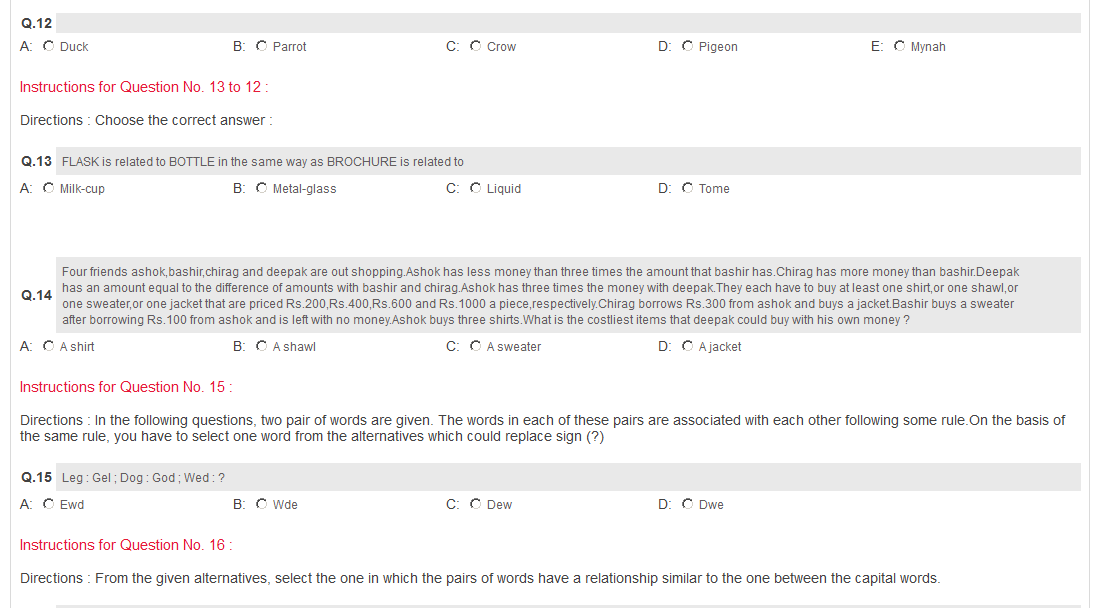 Q.12
A: Duck B: Parrot C: Crow D: Pigeon E: Mynah
Instructions for Question No. 13 to 12 :
Directions : Choose the correct answer :
Q.13 FLASK is related to BOTTLE in the same way as BROCHURE is related to
A: Milk-cup B: Metal-glass C: Liquid D: Tome
Four friends ashok,bashir,chirag and deepak are out shopping.Ashok has less money than three times the amount that bashir has.Chirag has more money than bashir.Deepak
has an amount equal to the difference of amounts with bashir and chirag.Ashok has three times the money with deepak.They each have to buy at least one shirt,or one shawl,or
Q.14
one sweater,or one jacket that are priced Rs.200,Rs.400,Rs.600 and Rs.1000 a piece,respectively.Chirag borrows Rs.300 from ashok and buys a jacket.Bashir buys a sweater
after borrowing Rs.100 from ashok and is left with no money.Ashok buys three shirts.What is the costliest items that deepak could buy with his own money ?
A: A shirt B: A shawl C: A sweater D: A jacket
Instructions for Question No. 15 :
Directions : In the following questions, two pair of words are given. The words in each of these pairs are associated with each other following some rule.On the basis of
the same rule, you have to select one word from the alternatives which could replace sign (?)
Q.15 Leg : Gel ; Dog : God ; Wed : ?
A: Ewd B: Wde C: Dew D: Dwe
Instructions for Question No. 16 :
Directions : From the given alternatives, select the one in which the pairs of words have a relationship similar to the one between the capital words.